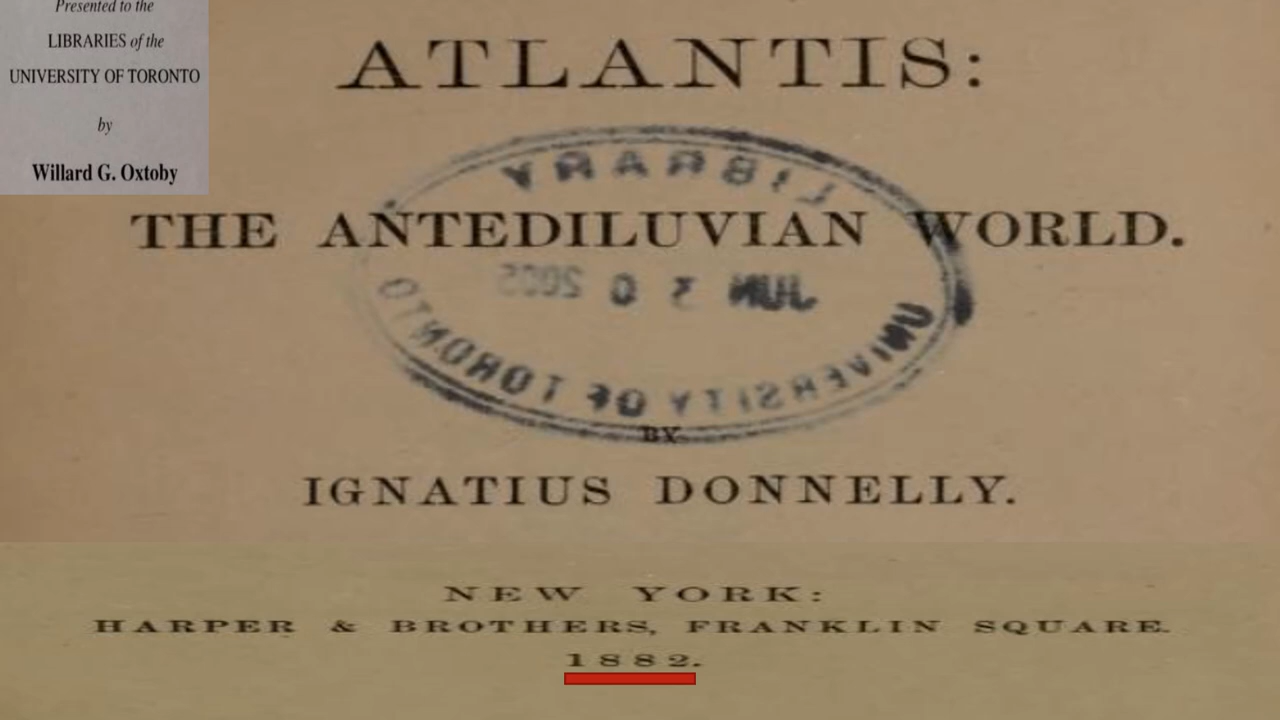 Presented to the
LIBRARIES of the
UNIVERSITY OF TORONTO
by
Willard G. Oxtoby
ATLANTIS:
LIBRARY
THE ANTEDILUVIAN WORLD.
JUN 3 0 2005
UNIVERSITY OF TORONTO
BY
IGNATIUS DONNELLY.
NEW YORK:
HARPER & BROTHERS, FRANKLIN SQUARE.
1882.